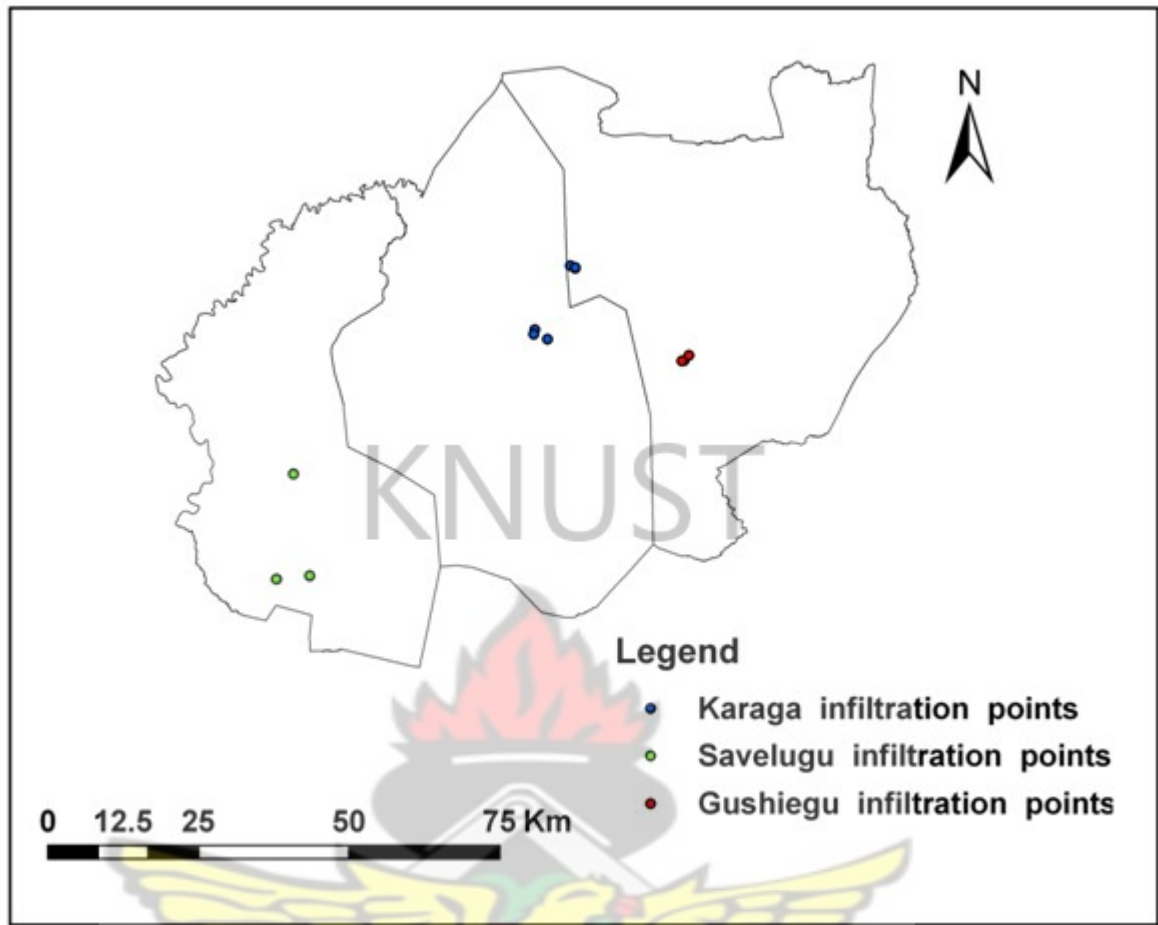 N
KNUST
Legend
Karaga infiltration points
Savelugu infiltration points
Gushiegu infiltration points
0 12.5 25 50 75 Km